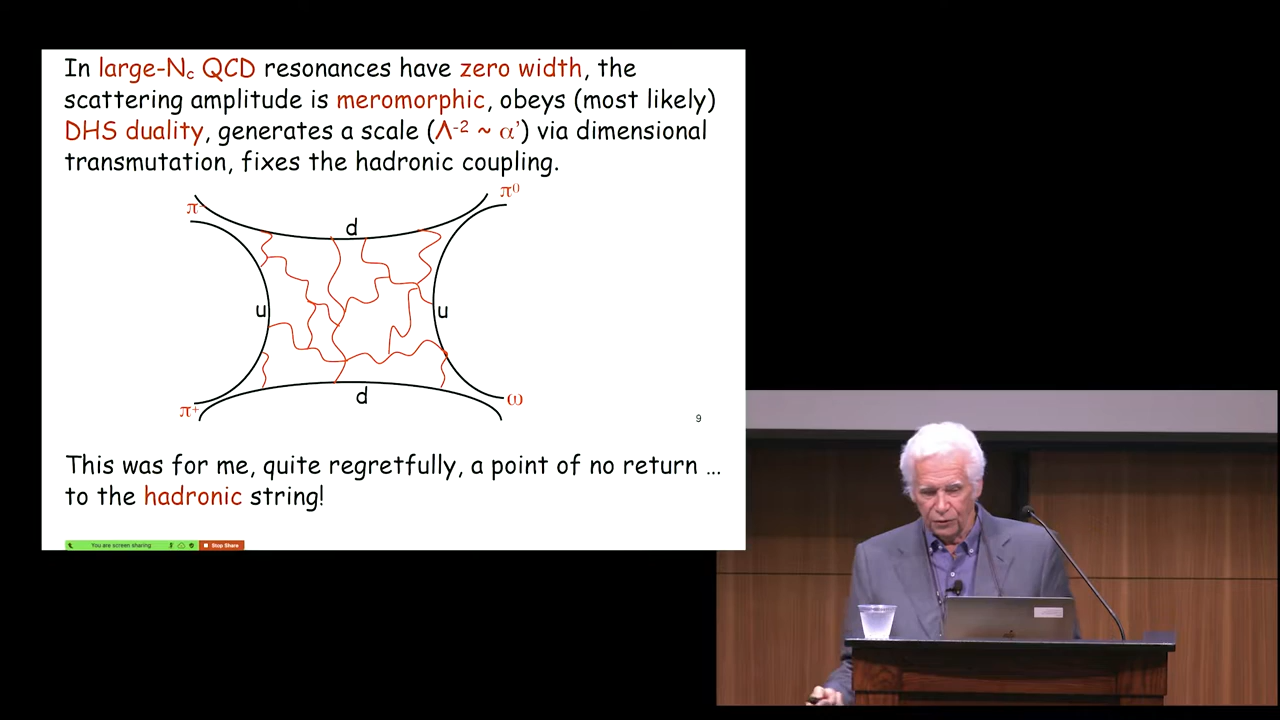 In large-Nc QCD resonances have zero width, the
scattering amplitude is meromorphic, obeys (most likely)
DHS duality, generates a scale (Λ-2 ~ α') via dimensional
transmutation, fixes the hadronic coupling.
π- π0
d
u u
d
π+ ω
9
This was for me, quite regretfully, a point of no return …
to the hadronic string!
You are screen sharing Stop Share